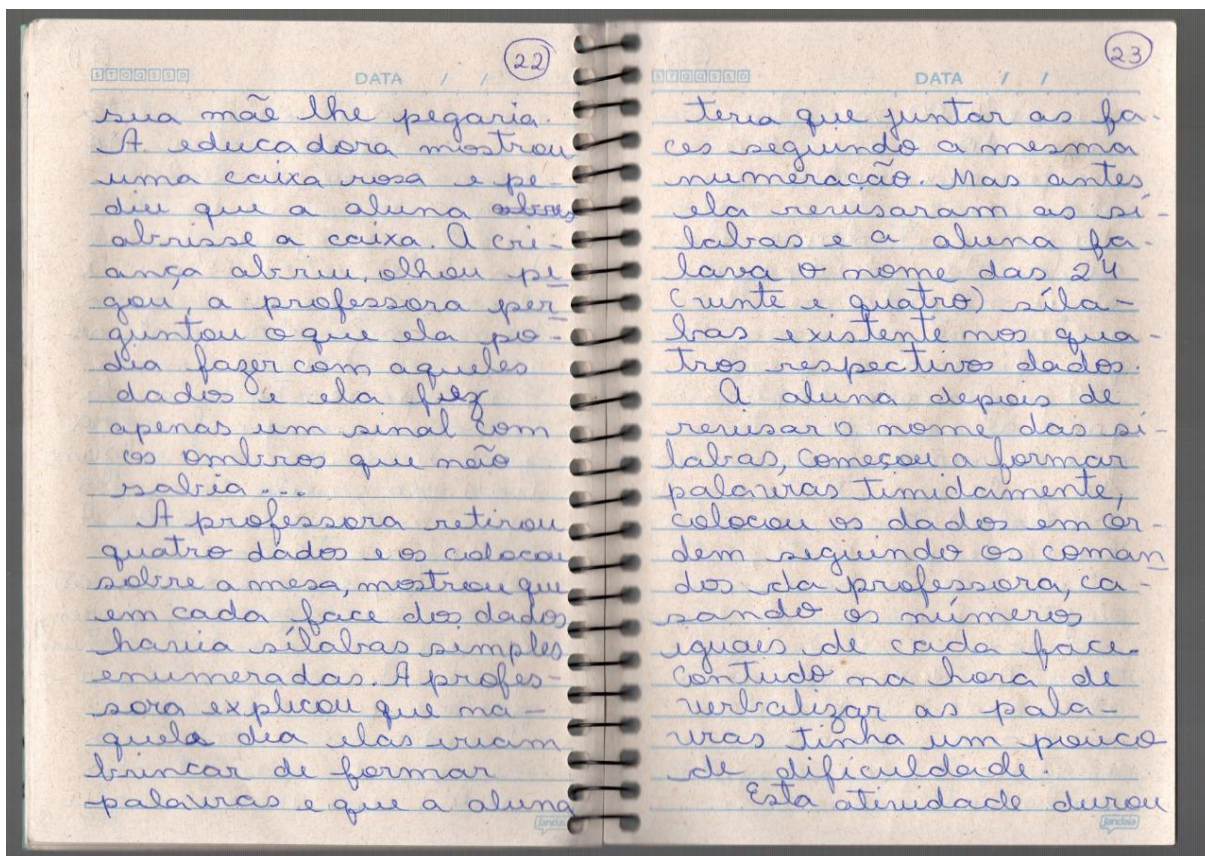 22
STQQSSD
DATA / /
sua mãe lhe pegaria.
A educadora mostrou
uma caixa rosa e pe-
diu que a aluna
abrisse a caixa. A cri-
ança abriu, olhou pe
gou, a professora per
guntou o que ela po-
dia fazer com aqueles
dados e ela fez
apenas um sinal com
os ombros que não
sabia...
A professora retirou
quatro dados e os colocou
sobre a mesa, mostrou que
em cada face dos dados
havia sílabas simples
enumeradas. A profes-
sora explicou que na-
quela dia elas iriam
brincar de formar
palavras e que a aluna
Jandaia
23
STQQSSD
DATA / /
teria que juntar as fa-
ces seguindo a mesma
numeração. Mas antes
ela revisaram as sí-
labas e a aluna fa-
lava o nome das 24
(vinte e quatro) síla-
bas existente nos qua-
tros respectivos dados.
A aluna depois de
revisar o nome das sí-
labas, começou a formar
palavras timidamente,
colocou os dados em or-
dem seguindo os coman
dos da professora, ca-
sando os números
iguais de cada face.
Contudo na hora de
verbalizar as pala-
vras tinha um pouco
de dificuldade.
Esta atividade durou
Jandaia